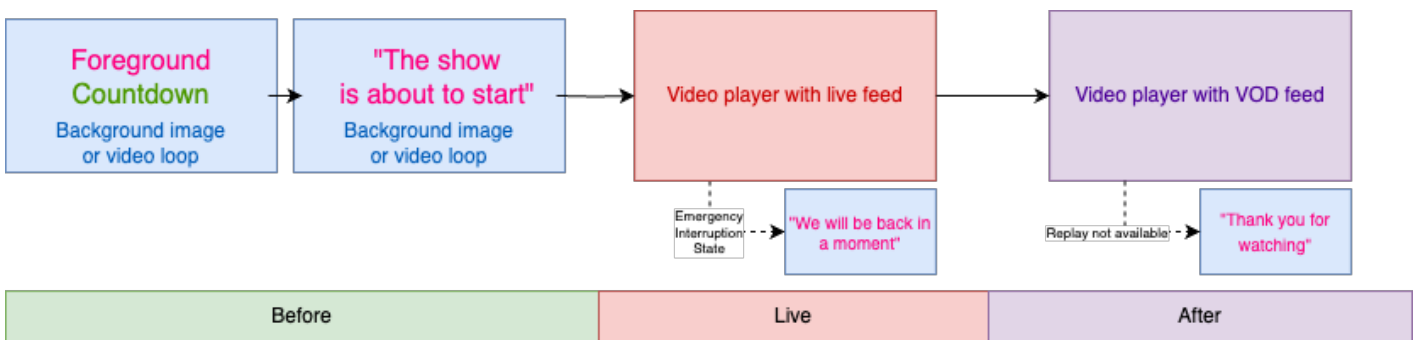 Foreground
Countdown
Background image
or video loop
"The show
is about to start"
Background image
or video loop
Video player with live feed
Video player with VOD feed
Emergency
Interruption
State
"We will be back in
a moment"
Replay not available
"Thank you for
watching"
Before
Live
After